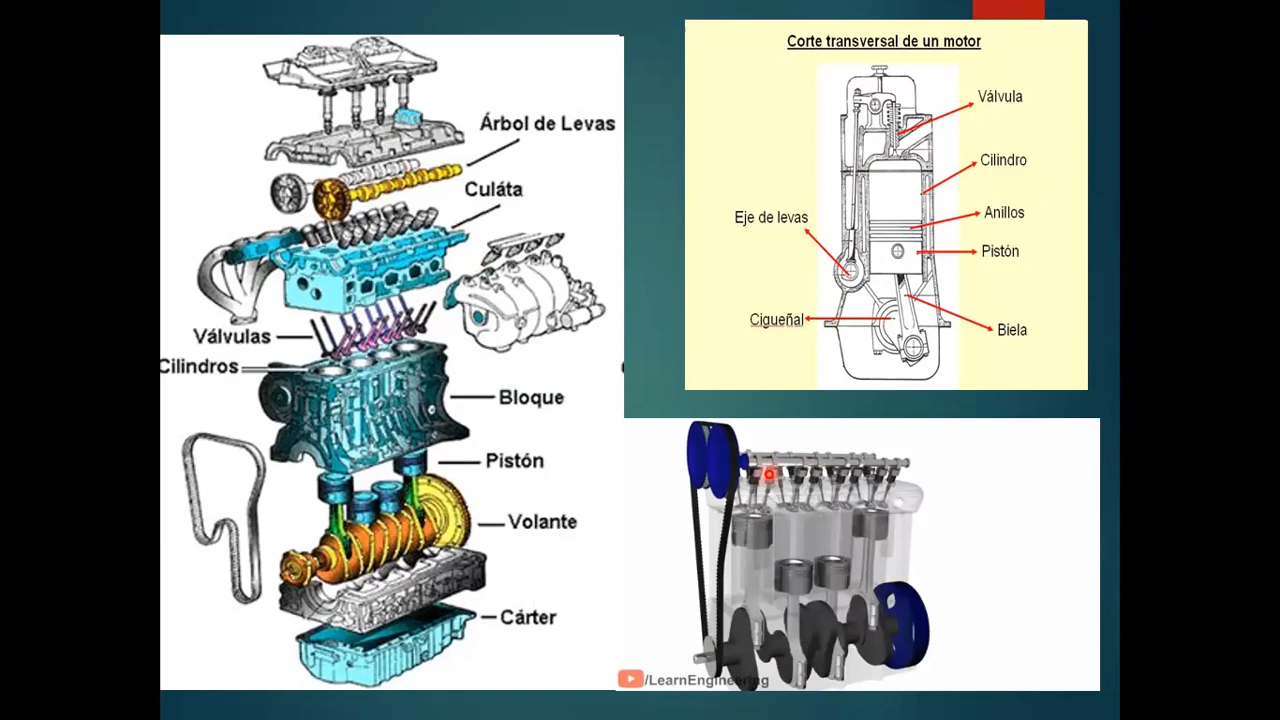 Árbol de Levas
Culáta
Válvulas
Cilindros
Bloque
Pistón
Volante
Cárter
Corte transversal de un motor
Válvula
Cilindro
Anillos
Eje de levas
Pistón
Cigueñal
Biela
/LearnEngineering